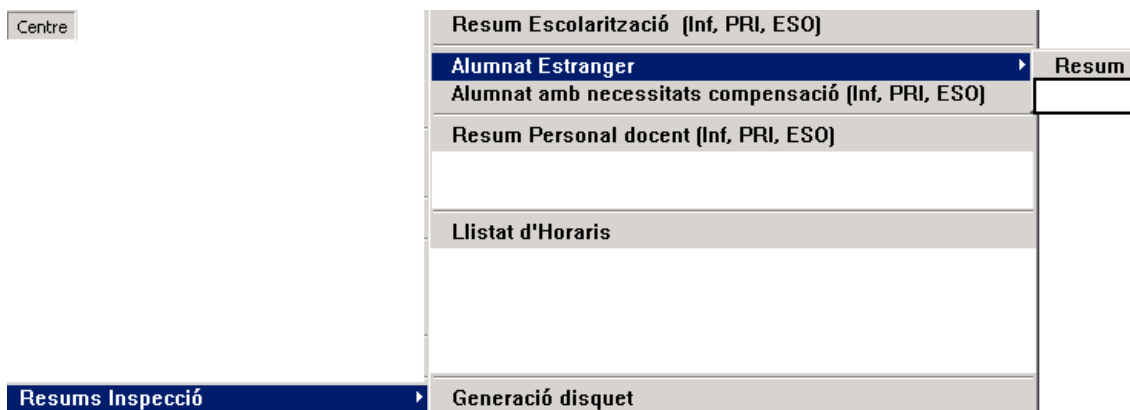 Centre
Resum Escolarització (Inf, PRI, ESO)
Alumnat Estranger
Resum
Alumnat amb necessitats compensació (Inf, PRI, ESO)
Resum Personal docent (Inf, PRI, ESO)
Llistat d'Horaris
Resums Inspecció
Generació disquet